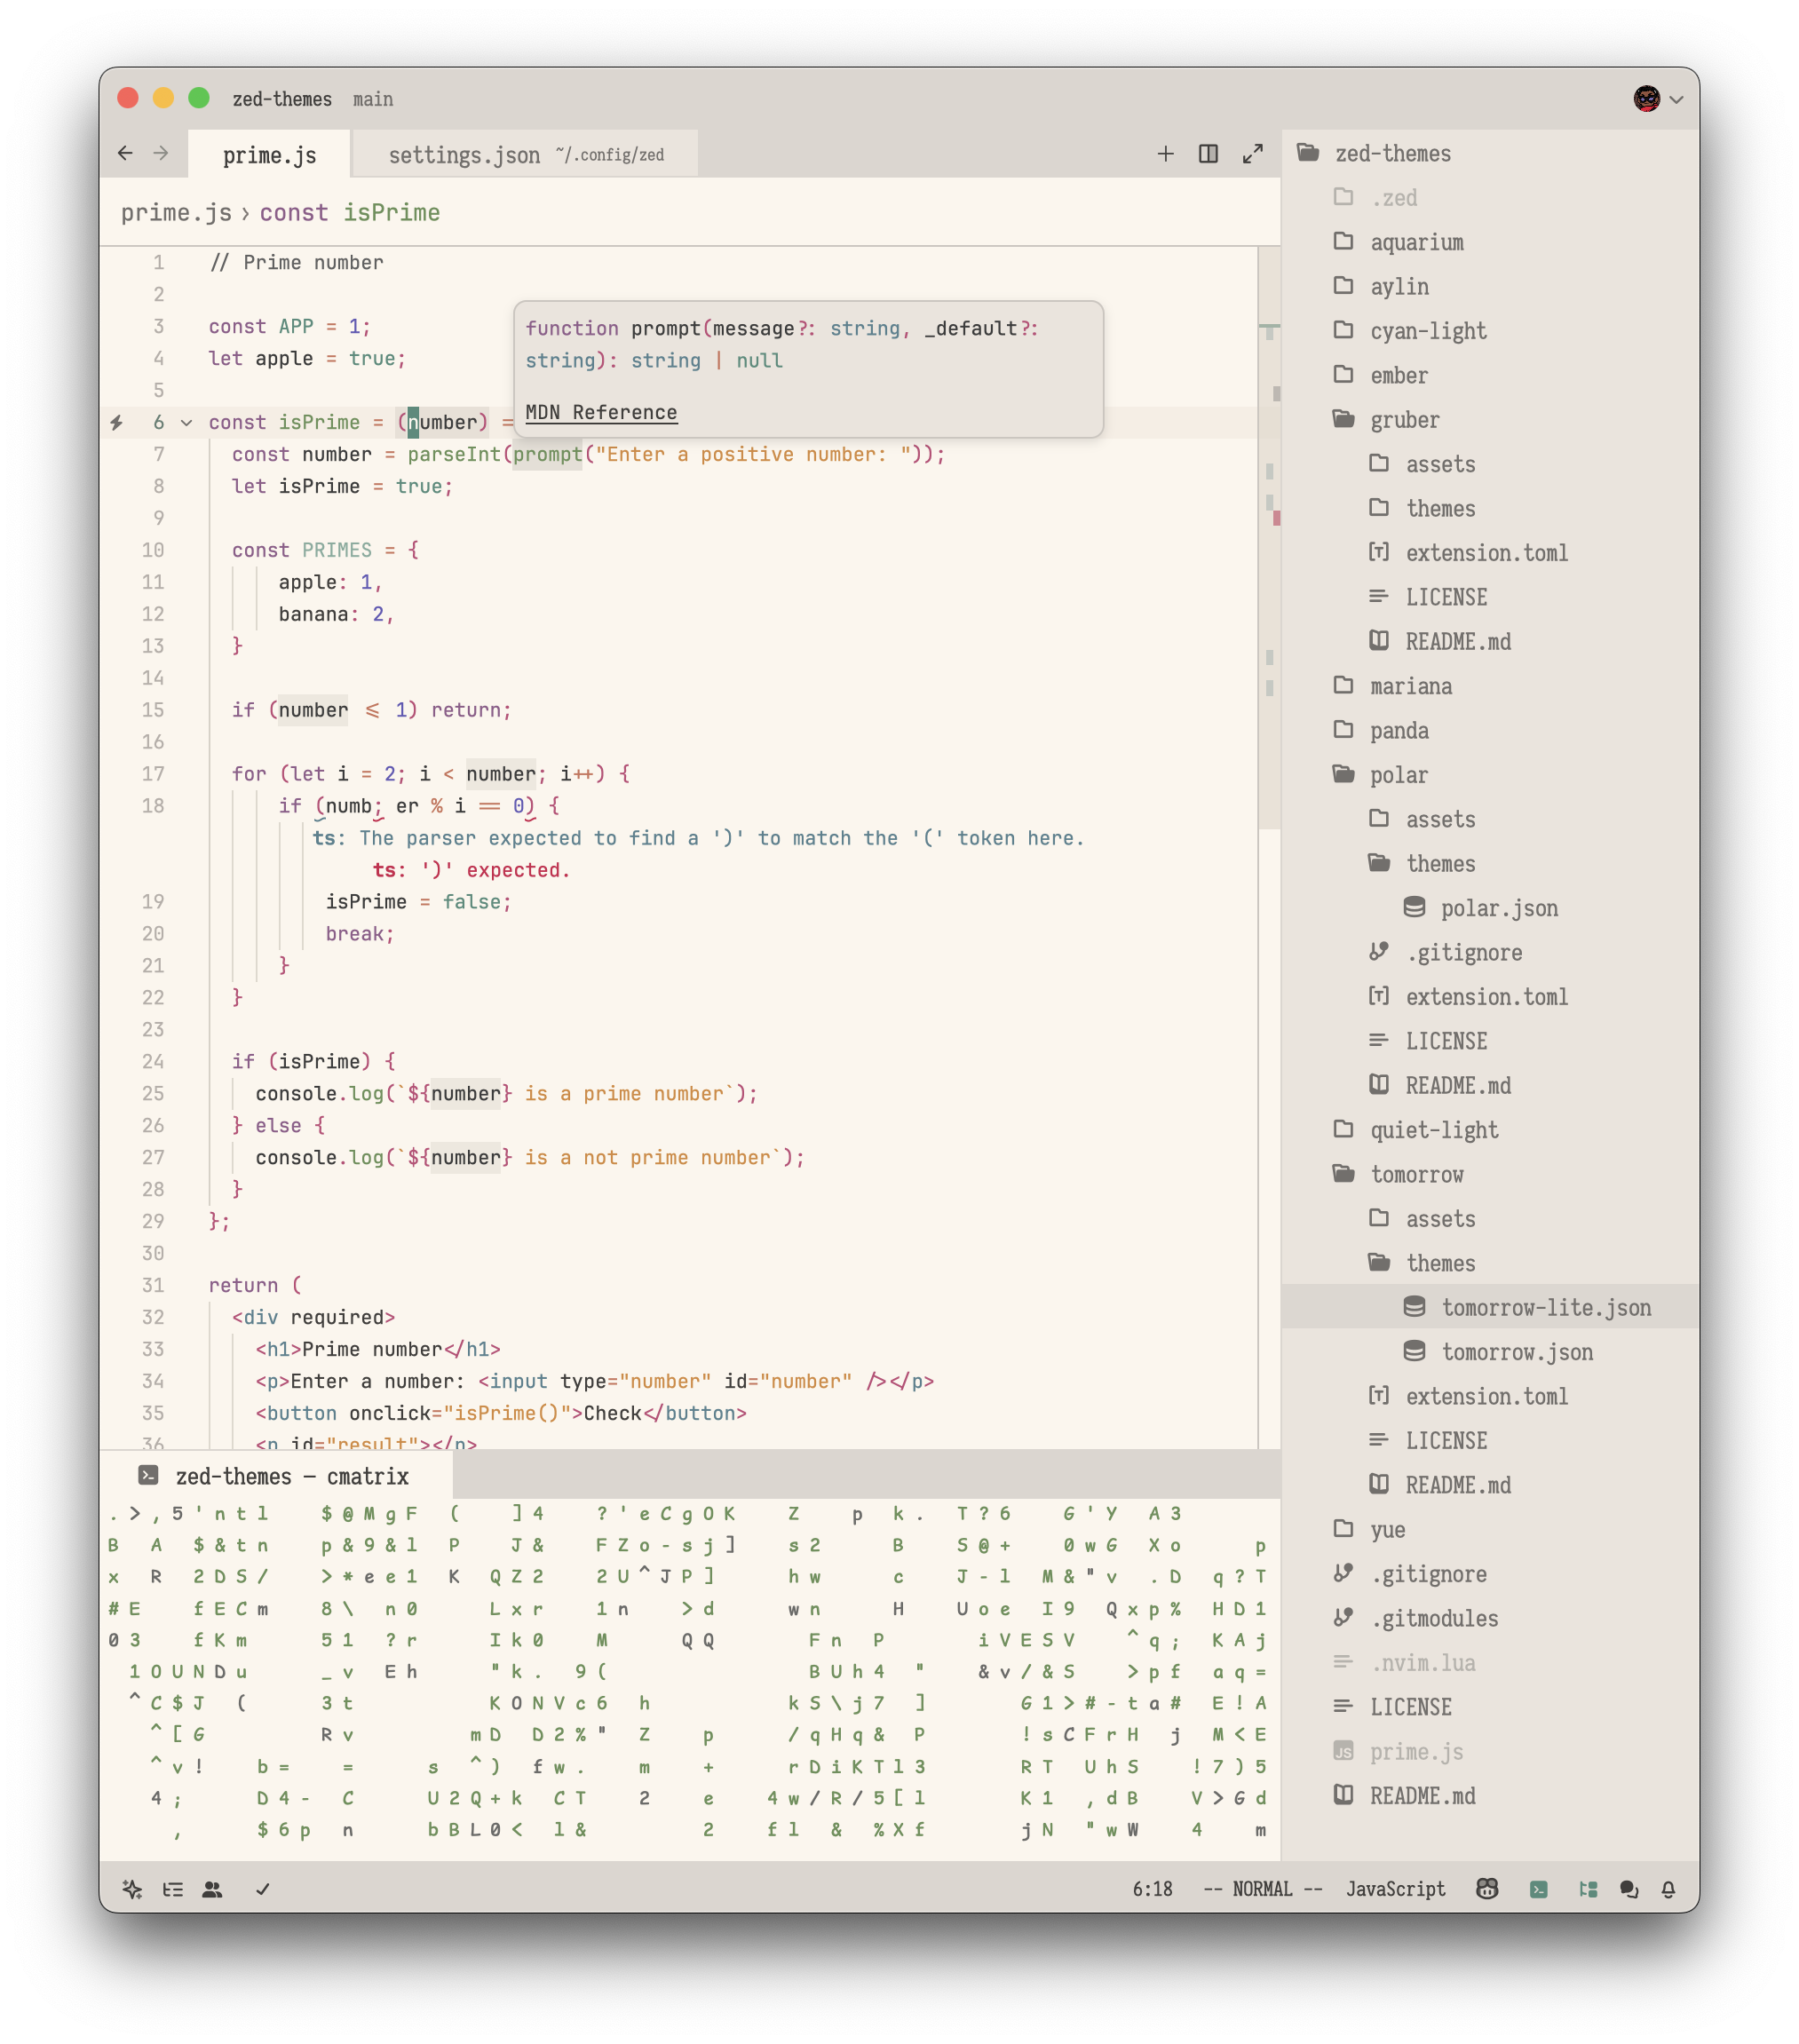 zed-themes main
prime.js
settings.json ~/.config/zed
prime.js › const isPrime
1 // Prime number
2
3 const APP = 1;
4 let apple = true;
5
function prompt(message?: string, _default?:
string): string | null
MDN Reference
6 const isPrime = (number) =
7 const number = parseInt(prompt("Enter a positive number: "));
8 let isPrime = true;
9
10 const PRIMES = {
11 apple: 1,
12 banana: 2,
13 }
14
15 if (number <= 1) return;
16
17 for (let i = 2; i < number; i++) {
18 if (numb; er % i == 0) {
ts: The parser expected to find a ')' to match the '(' token here.
ts: ')' expected.
19 isPrime = false;
20 break;
21 }
22 }
23
24 if (isPrime) {
25 console.log(`${number} is a prime number`);
26 } else {
27 console.log(`${number} is a not prime number`);
28 }
29 };
30
31 return (
32 <div required>
33 <h1>Prime number</h1>
34 <p>Enter a number: <input type="number" id="number" /></p>
35 <button onclick="isPrime()">Check</button>
36 <p id="result"></p>
zed-themes — cmatrix
. > , 5 ' n t l $ @ M g F ( ] 4 ? ' e C g O K Z p k . T ? 6 G ' Y A 3
B A $ & t n p & 9 & l P J & F Z o - s j ] s 2 B S @ + 0 w G X o p
x R 2 D S / > * e e 1 K Q Z 2 2 U ^ J P ] h w c J - l M & " v . D q ? T
# E f E C m 8 \ n 0 L x r 1 n > d w n H U o e I 9 Q x p % H D 1
0 3 f K m 5 1 ? r I k 0 M Q Q F n P i V E S V ^ q ; K A j
1 O U N D u _ v E h " k . 9 ( B U h 4 " & v / & S > p f a q =
^ C $ J ( 3 t K O N V c 6 h k S \ j 7 ] G 1 > # - t a # E ! A
^ [ G R v m D D 2 % " Z p / q H q & P ! s C F r H j M < E
^ v ! b = = s ^ ) f w . m + r D i K T l 3 R T U h S ! 7 ) 5
4 ; D 4 - C U 2 Q + k C T 2 e 4 w / R / 5 [ l K 1 , d B V > G d
, $ 6 p n b B L 0 < l & 2 f l & % X f j N " w W 4 m
zed-themes
.zed
aquarium
aylin
cyan-light
ember
gruber
assets
themes
extension.toml
LICENSE
README.md
mariana
panda
polar
assets
themes
polar.json
.gitignore
extension.toml
LICENSE
README.md
quiet-light
tomorrow
assets
themes
tomorrow-lite.json
tomorrow.json
extension.toml
LICENSE
README.md
yue
.gitignore
.gitmodules
.nvim.lua
LICENSE
prime.js
README.md
6:18 -- NORMAL -- JavaScript